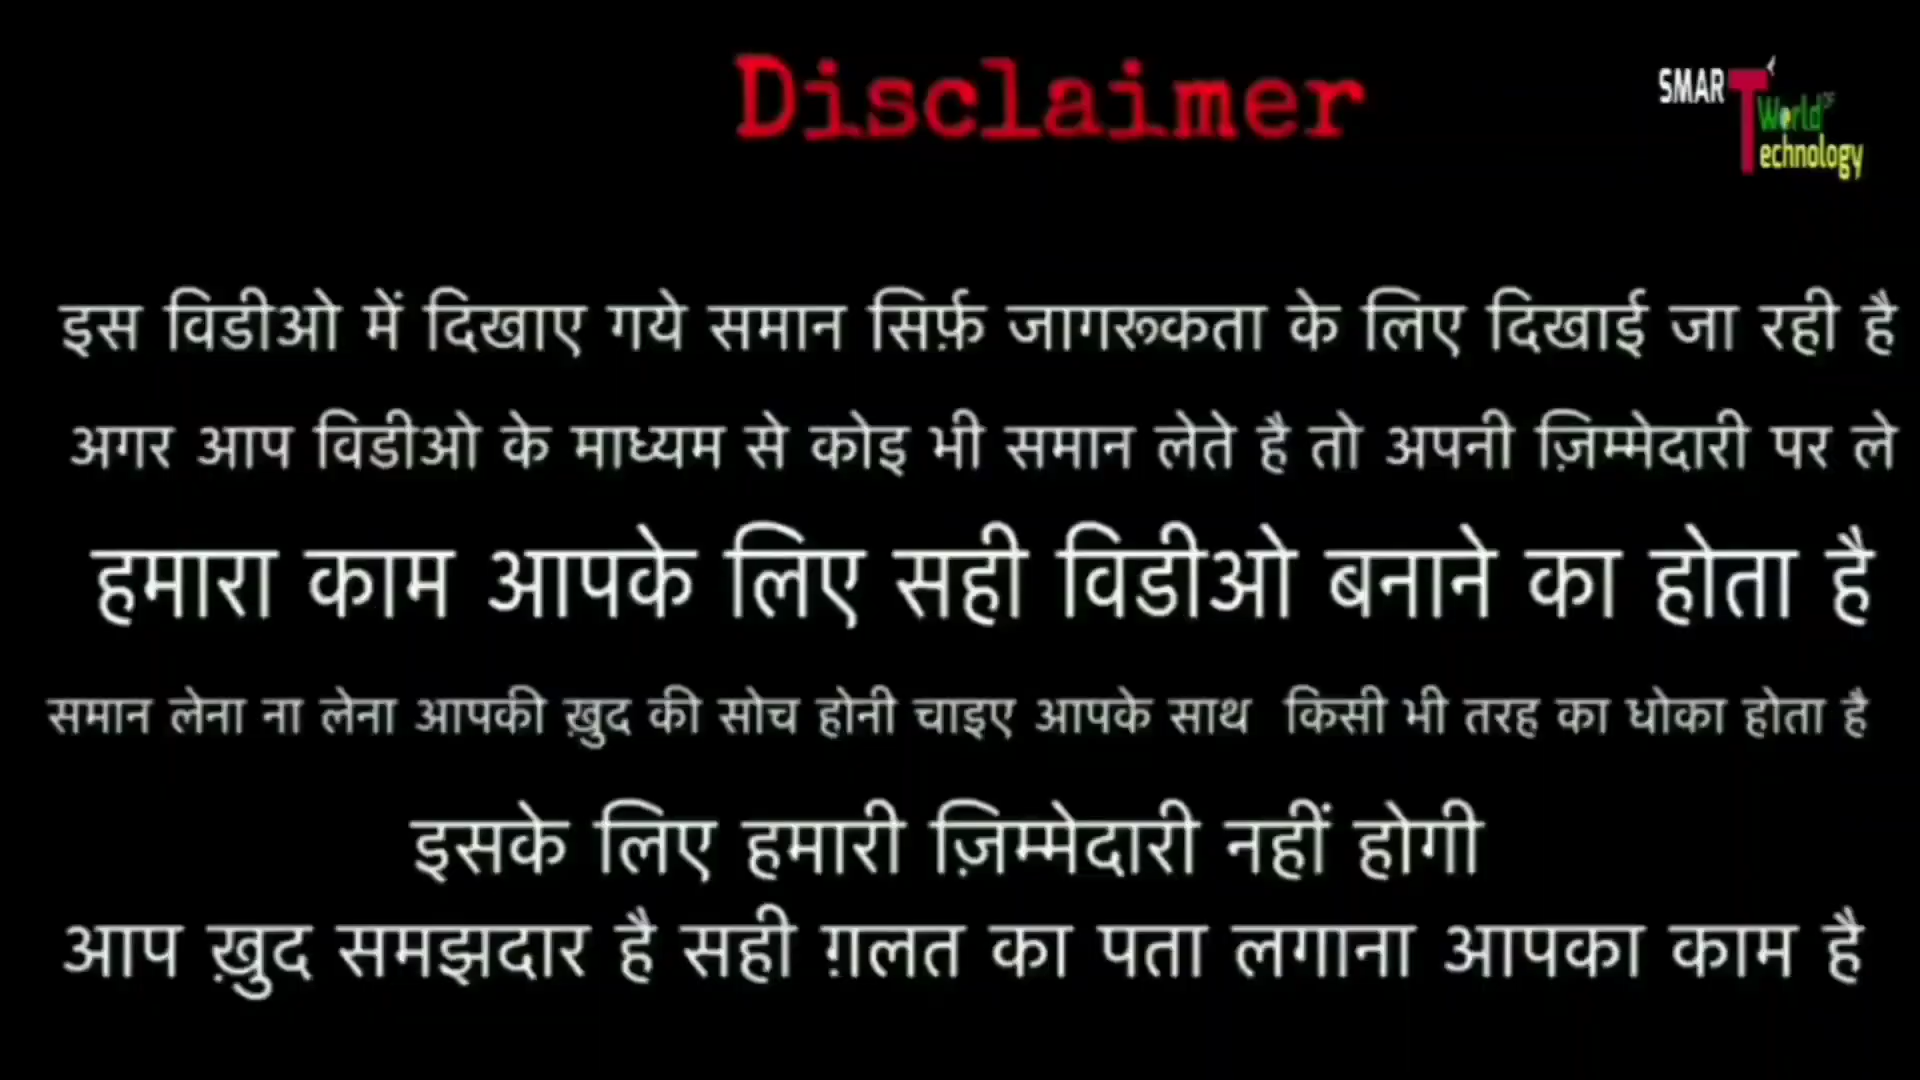 Disclaimer
SMART
World OF
Technology
इस विडीओ में दिखाए गये समान सिर्फ़ जागरूकता के लिए दिखाई जा रही है
अगर आप विडीओ के माध्यम से कोइ भी समान लेते है तो अपनी ज़िम्मेदारी पर ले
हमारा काम आपके लिए सही विडीओ बनाने का होता है
समान लेना ना लेना आपकी ख़ुद की सोच होनी चाइए आपके साथ किसी भी तरह का धोका होता है
इसके लिए हमारी ज़िम्मेदारी नहीं होगी
आप ख़ुद समझदार है सही ग़लत का पता लगाना आपका काम है